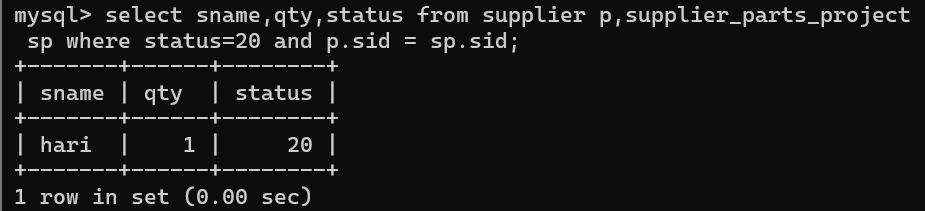 mysql> select sname,qty,status from supplier p,supplier_parts_project
 sp where status=20 and p.sid = sp.sid;
+-------+------+--------+
| sname | qty  | status |
+-------+------+--------+
| hari  |    1 |     20 |
+-------+------+--------+
1 row in set (0.00 sec)